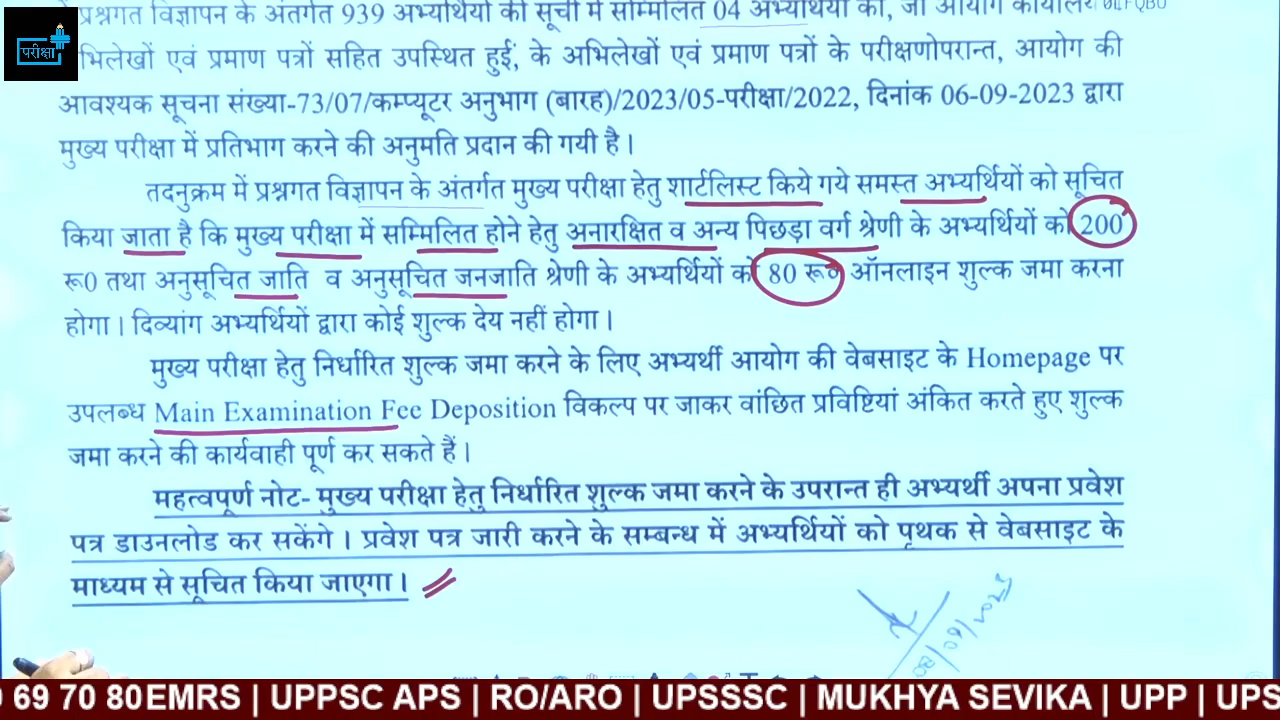 प्रश्नगत विज्ञापन के अंतर्गत 939 अभ्यर्थियों की सूची में सम्मिलित 04 अभ्यर्थियों को, जो आयोग कार्यालय
परीक्षा
भिलेखों एवं प्रमाण पत्रों सहित उपस्थित हुईं, के अभिलेखों एवं प्रमाण पत्रों के परीक्षणोपरान्त, आयोग की
आवश्यक सूचना संख्या-73/07/कम्प्यूटर अनुभाग (बारह)/2023/05-परीक्षा/2022, दिनांक 06-09-2023 द्वारा
मुख्य परीक्षा में प्रतिभाग करने की अनुमति प्रदान की गयी है।
तदनुक्रम में प्रश्नगत विज्ञापन के अंतर्गत मुख्य परीक्षा हेतु शार्टलिस्ट किये गये समस्त अभ्यर्थियों को सूचित
किया जाता है कि मुख्य परीक्षा में सम्मिलित होने हेतु अनारक्षित व अन्य पिछड़ा वर्ग श्रेणी के अभ्यर्थियों को 200
रू0 तथा अनुसूचित जाति व अनुसूचित जनजाति श्रेणी के अभ्यर्थियों को 80 रू0 ऑनलाइन शुल्क जमा करना
होगा। दिव्यांग अभ्यर्थियों द्वारा कोई शुल्क देय नहीं होगा।
मुख्य परीक्षा हेतु निर्धारित शुल्क जमा करने के लिए अभ्यर्थी आयोग की वेबसाइट के Homepage पर
उपलब्ध Main Examination Fee Deposition विकल्प पर जाकर वांछित प्रविष्टियां अंकित करते हुए शुल्क
जमा करने की कार्यवाही पूर्ण कर सकते हैं।
महत्वपूर्ण नोट- मुख्य परीक्षा हेतु निर्धारित शुल्क जमा करने के उपरान्त ही अभ्यर्थी अपना प्रवेश
पत्र डाउनलोड कर सकेंगे। प्रवेश पत्र जारी करने के सम्बन्ध में अभ्यर्थियों को पृथक से वेबसाइट के
माध्यम से सूचित किया जाएगा।
69 70 80 EMRS | UPPSC APS | RO/ARO | UPSSSC | MUKHYA SEVIKA | UPP | UPS